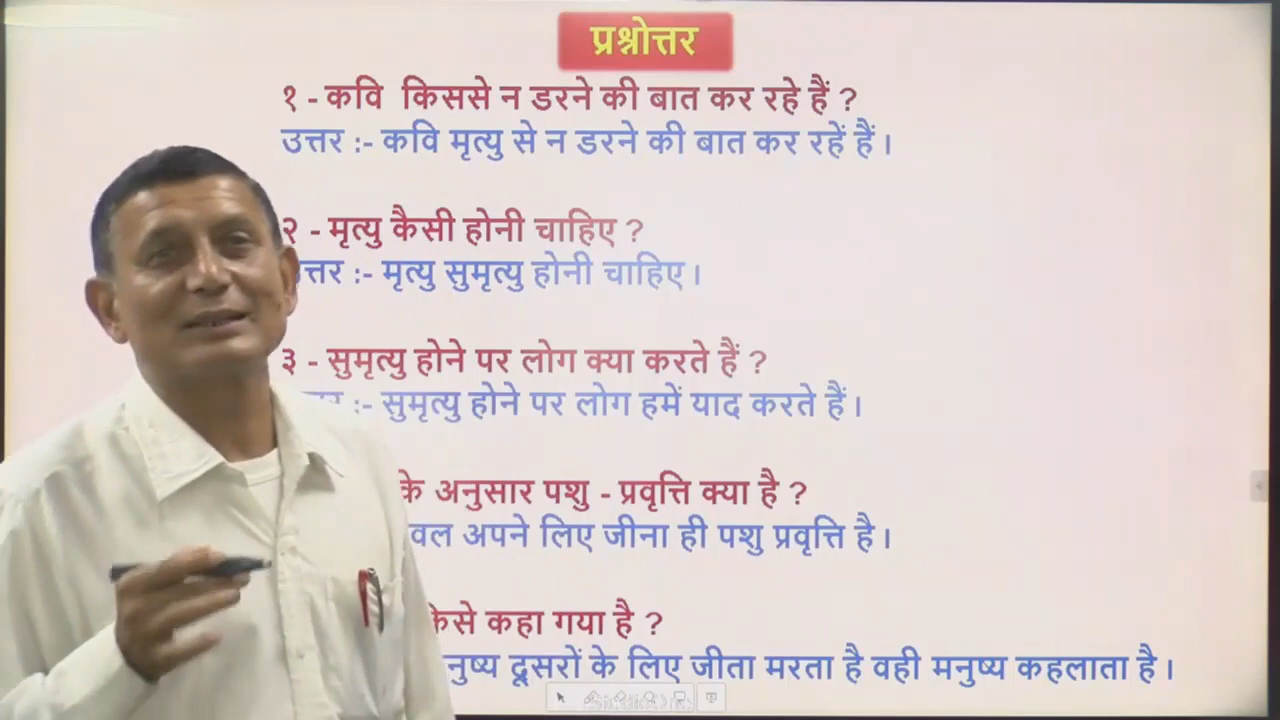 प्रश्नोत्तर
१ - कवि किससे न डरने की बात कर रहे हैं ?
उत्तर :- कवि मृत्यु से न डरने की बात कर रहें हैं ।
२ - मृत्यु कैसी होनी चाहिए ?
त्तर :- मृत्यु सुमृत्यु होनी चाहिए ।
३ - सुमृत्यु होने पर लोग क्या करते हैं ?
:- सुमृत्यु होने पर लोग हमें याद करते हैं ।
के अनुसार पशु - प्रवृत्ति क्या है ?
वल अपने लिए जीना ही पशु प्रवृत्ति है ।
किसे कहा गया है ?
नुष्य दूसरों के लिए जीता मरता है वही मनुष्य कहलाता है ।